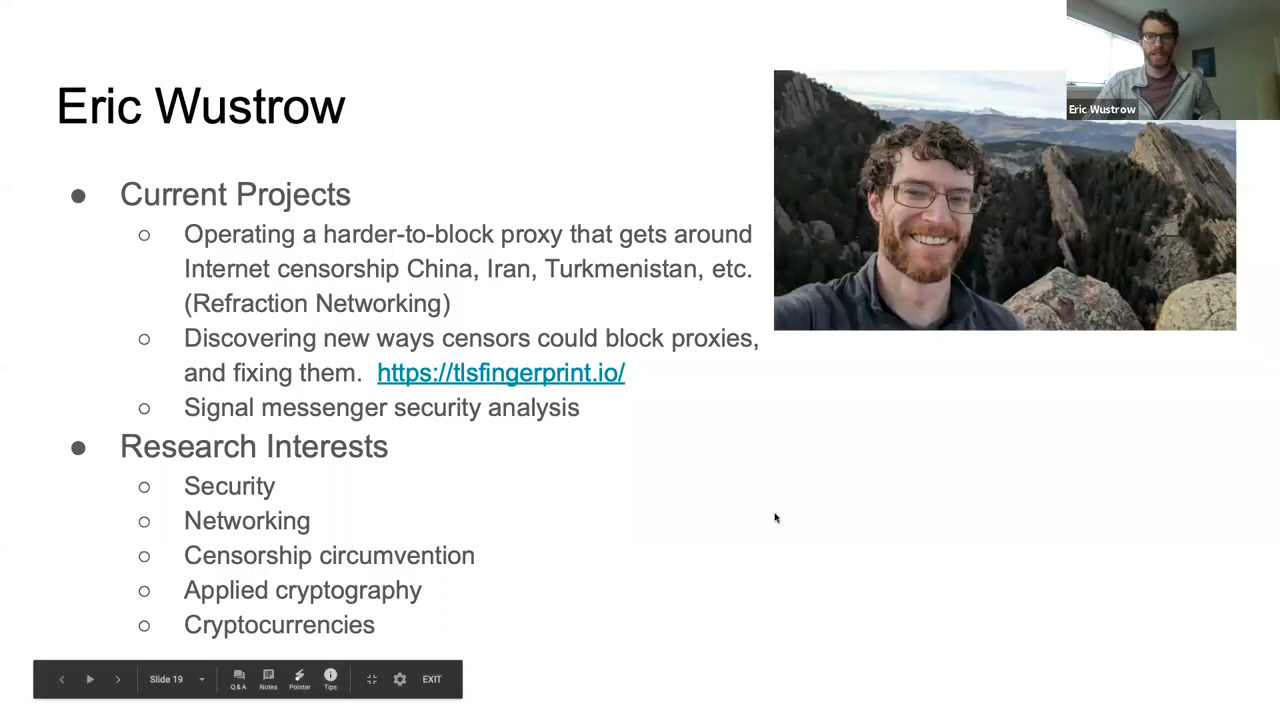 Eric Wustrow
Eric Wustrow
● Current Projects
○ Operating a harder-to-block proxy that gets around
Internet censorship China, Iran, Turkmenistan, etc.
(Refraction Networking)
○ Discovering new ways censors could block proxies,
and fixing them. https://tlsfingerprint.io/
○ Signal messenger security analysis
● Research Interests
○ Security
○ Networking
○ Censorship circumvention
○ Applied cryptography
○ Cryptocurrencies
Slide 19 Q&A Notes Pointer Tips EXIT